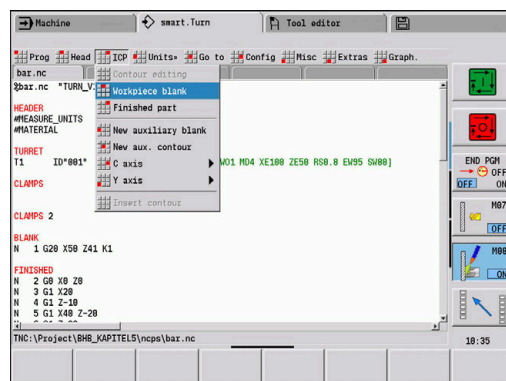 Machine smart.Turn Tool editor
Prog Head ICP Units» Go to Config Misc Extras Graph.
bar.nc
bar.nc "TURN_V
HEADER
#MEASURE_UNITS
#MATERIAL
TURRET
T1 ID"001" WO1 MD4 XE100 ZE50 RS0.8 EW95 SW80]
CLAMPS
CLAMPS 2
BLANK
N 1 G20 X50 Z41 K1
FINISHED
N 2 G0 X0 Z0
N 3 G1 X20
N 4 G1 Z-10
N 5 G1 X40 Z-20
Contour editing
Workpiece blank
Finished part
New auxiliary blank
New aux. contour
C axis
Y axis
Insert contour
TNC:\Project\BHB_KAPITEL5\ncps\bar.nc
END PGM
OFF
OFF ON
M07
OFF
ON
10:35